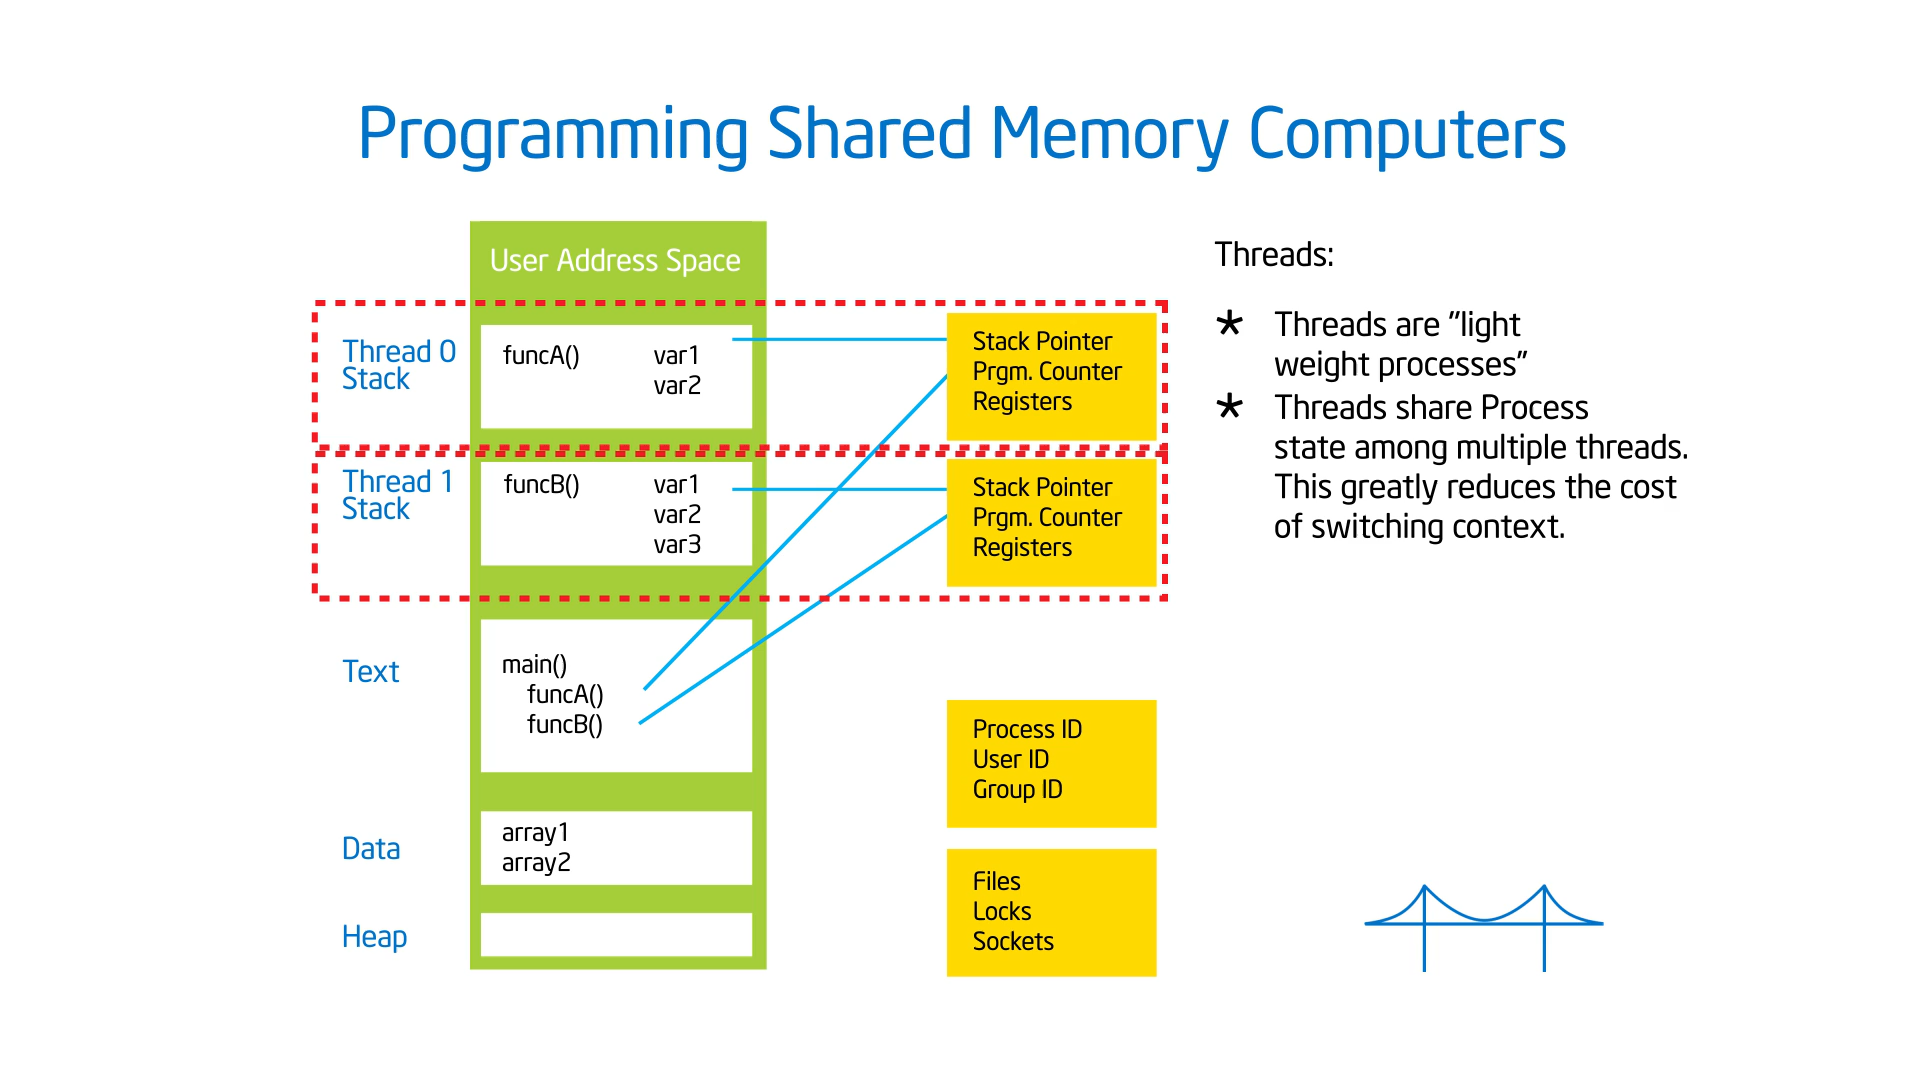 Programming Shared Memory Computers
User Address Space
Thread 0
Stack
funcA()
var1
var2
Stack Pointer
Prgm. Counter
Registers
Thread 1
Stack
funcB()
var1
var2
var3
Stack Pointer
Prgm. Counter
Registers
Text
main()
funcA()
funcB()
Process ID
User ID
Group ID
Data
array1
array2
Files
Locks
Sockets
Heap
Threads:
* Threads are "light
weight processes"
* Threads share Process
state among multiple threads.
This greatly reduces the cost
of switching context.